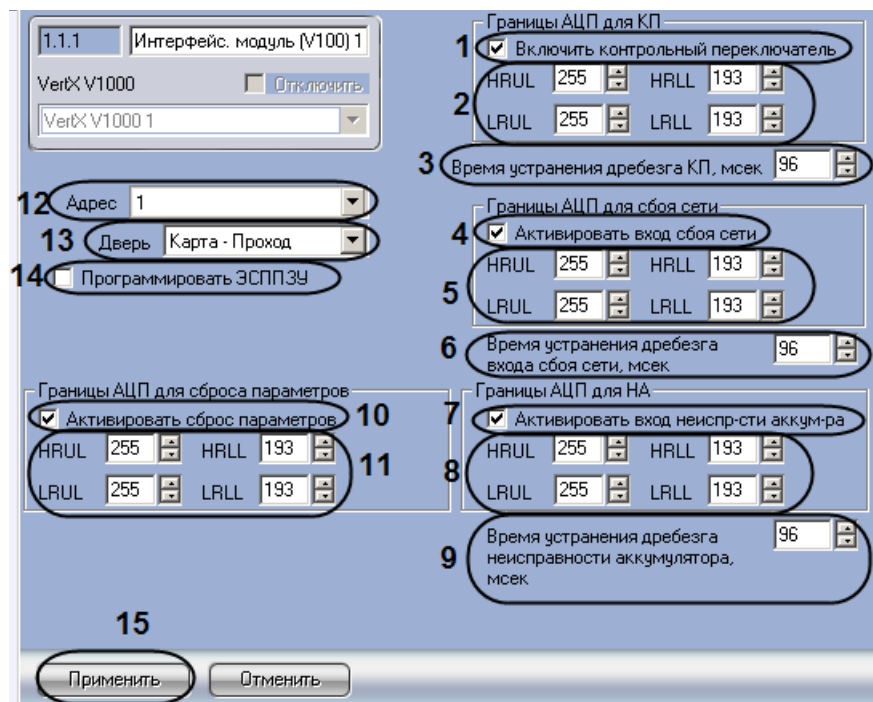 1.1.1 Интерфейс. модуль (V100) 1
VertX V1000 Отключить
VertX V1000 1
12 Адрес 1
13 Дверь Карта - Проход
14 Программировать ЭСППЗУ
Границы АЦП для КП
1 Включить контрольный переключатель
HRUL 255 HRLL 193
2
LRUL 255 LRLL 193
3 Время устранения дребезга КП, мсек 96
Границы АЦП для сбоя сети
4 Активировать вход сбоя сети
HRUL 255 HRLL 193
5
LRUL 255 LRLL 193
6 Время устранения дребезга 96
входа сбоя сети, мсек
Границы АЦП для сброса параметров
Активировать сброс параметров 10
HRUL 255 HRLL 193
11
LRUL 255 LRLL 193
Границы АЦП для НА
7 Активировать вход неиспр-сти аккум-ра
HRUL 255 HRLL 193
8
LRUL 255 LRLL 193
Время устранения дребезга 96
9 неисправности аккумулятора,
мсек
15
Применить Отменить